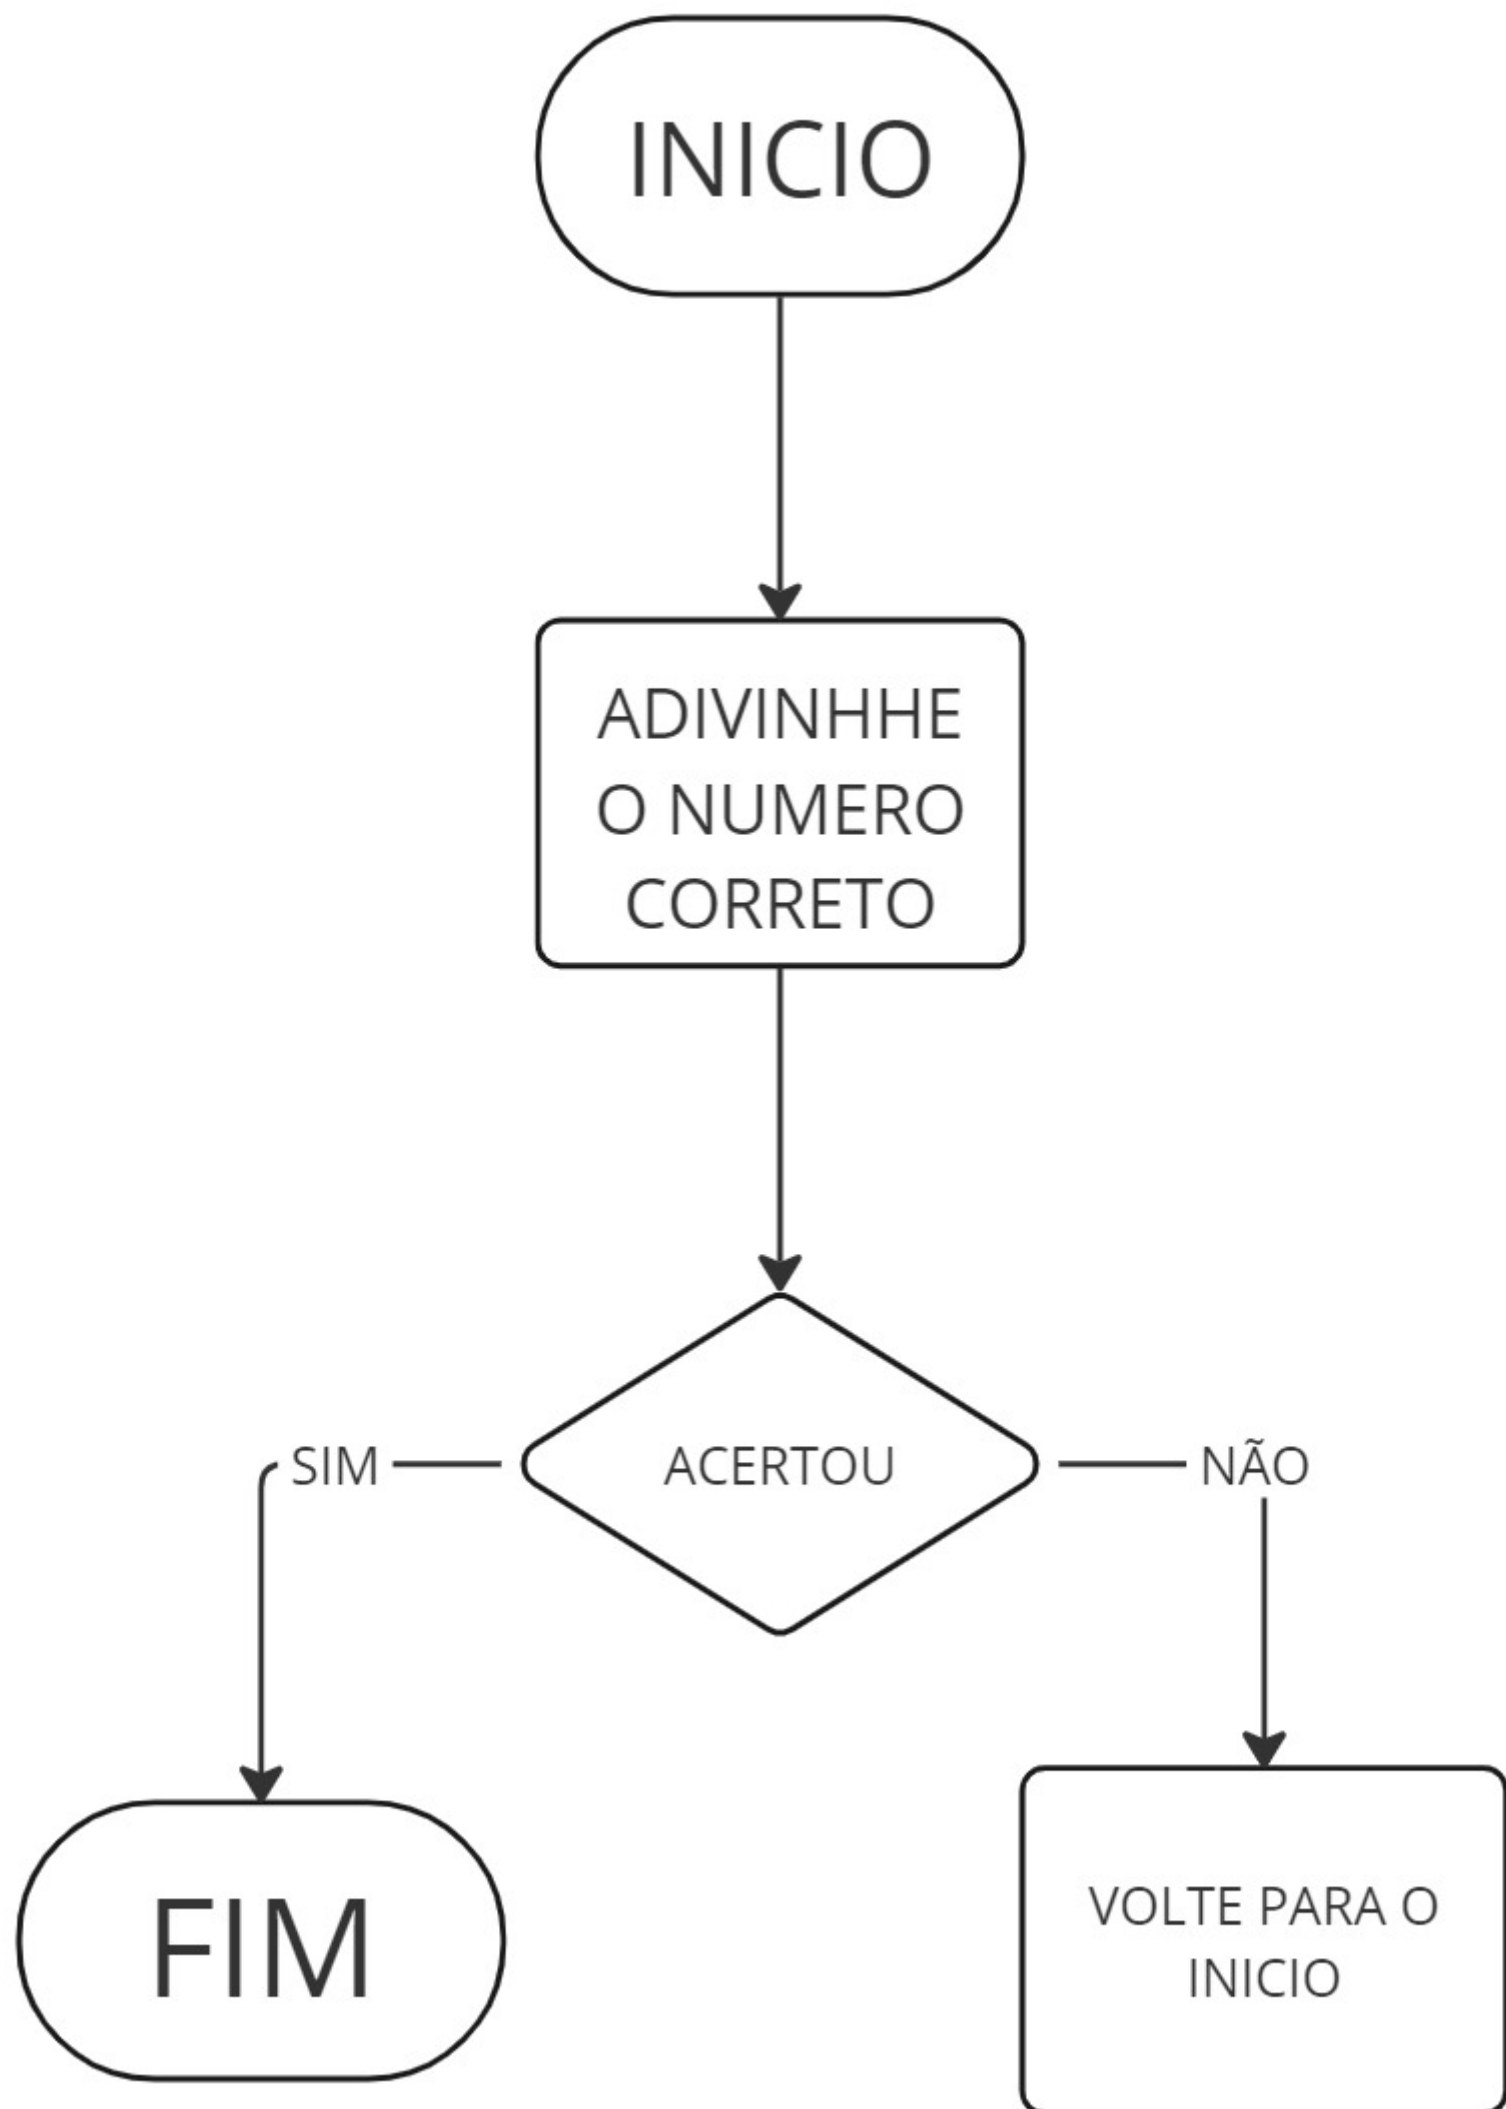 INICIO
ADIVINHHE
O NUMERO
CORRETO
SIM
ACERTOU
NÃO
FIM
VOLTE PARA O
INICIO